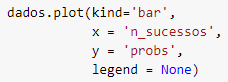 dados.plot(kind='bar',
x = 'n_sucessos',
y = 'probs',
legend = None)